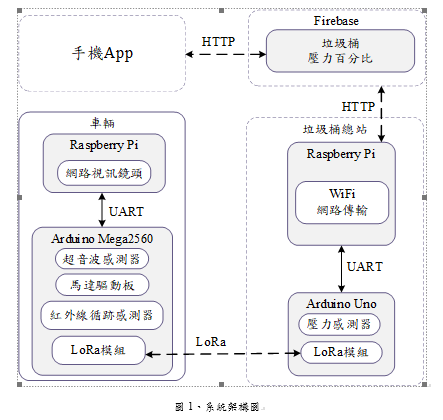 手機App
HTTP
Firebase
垃圾桶
壓力百分比
HTTP
車輛
Raspberry Pi
網路視訊鏡頭
UART
Arduino Mega2560
超音波感測器
馬達驅動板
紅外線循跡感測器
LoRa模組
LoRa
垃圾桶總站
Raspberry Pi
WiFi
網路傳輸
UART
Arduino Uno
壓力感測器
LoRa模組
圖 1、系統架構圖